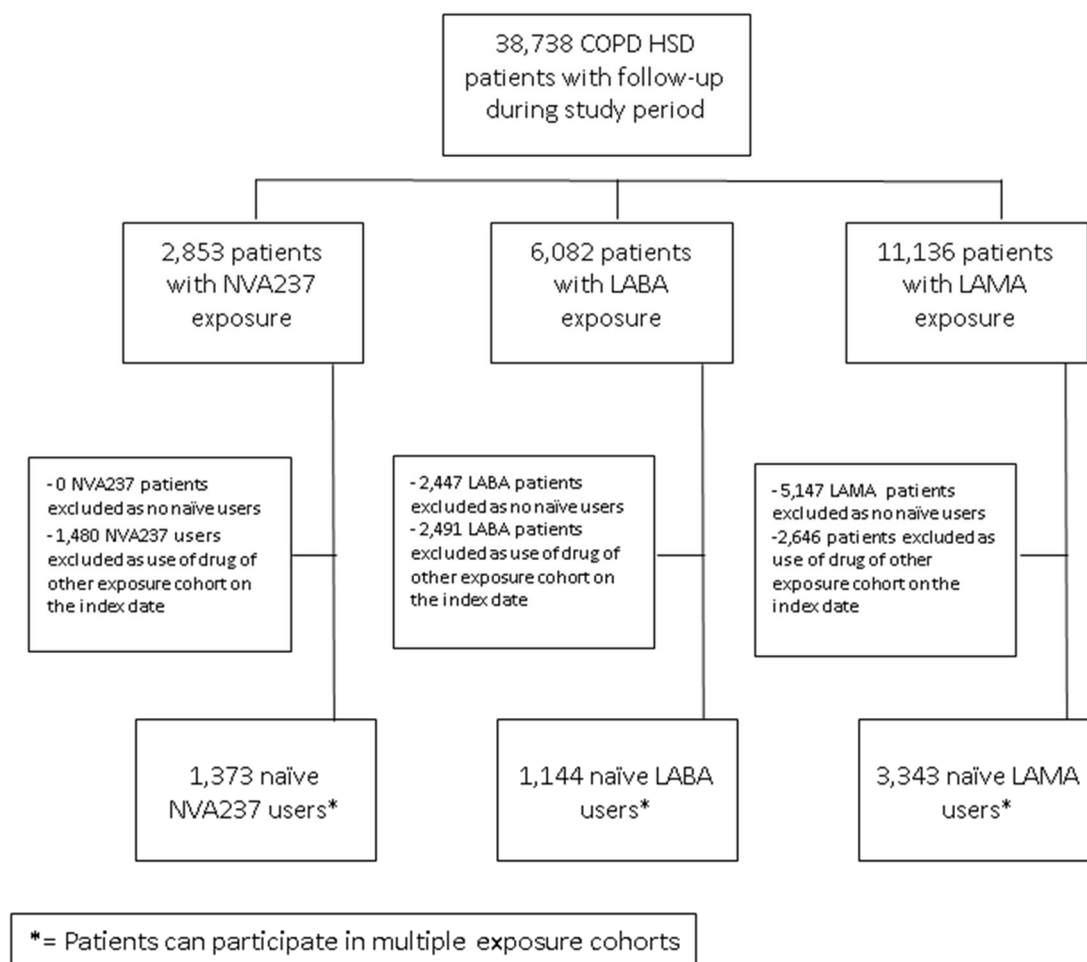 38,738 COPD HSD
patients with follow-up
during study period
2,853 patients
with NVA237
exposure
6,082 patients
with LABA
exposure
11,136 patients
with LAMA
exposure
-0 NVA237 patients
excluded as no naïve users
-1,480 NVA237 users
excluded as use of drug of
other exposure cohort on
the index date
-2,447 LABA patients
excluded as no naïve users
-2,491 LABA patients
excluded as use of drug of
other exposure cohort on
the index date
-5,147 LAMA patients
excluded as no naïve users
-2,646 patients excluded as
use of drug of other
exposure cohort on the
index date
1,373 naïve
NVA237 users*
1,144 naïve LABA
users*
3,343 naïve LAMA
users*
*= Patients can participate in multiple exposure cohorts